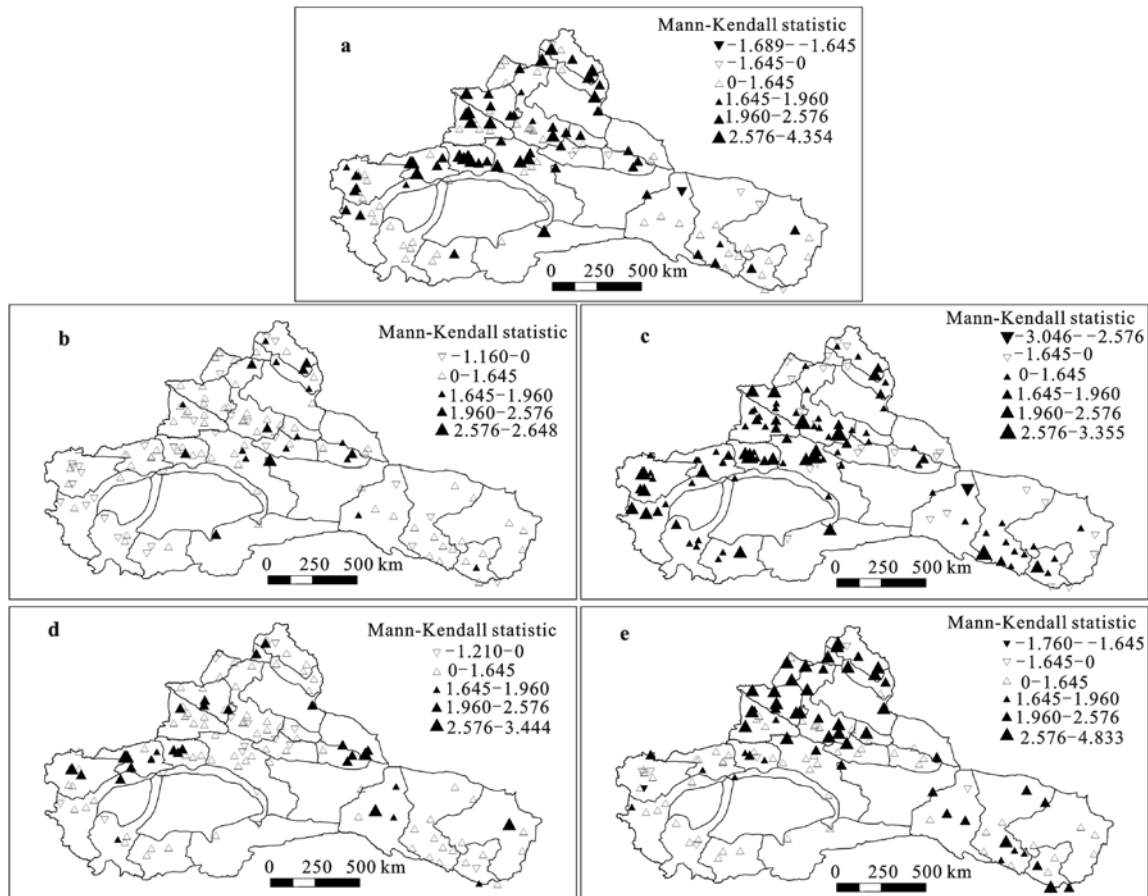 a
Mann-Kendall statistic
-1.689--1.645
-1.645-0
0-1.645
1.645-1.960
1.960-2.576
2.576-4.354
0 250 500 km
b
Mann-Kendall statistic
-1.160-0
0-1.645
1.645-1.960
1.960-2.576
2.576-2.648
0 250 500 km
c
Mann-Kendall statistic
-3.046--2.576
-1.645-0
0-1.645
1.645-1.960
1.960-2.576
2.576-3.355
0 250 500 km
d
Mann-Kendall statistic
-1.210-0
0-1.645
1.645-1.960
1.960-2.576
2.576-3.444
0 250 500 km
e
Mann-Kendall statistic
-1.760--1.645
-1.645-0
0-1.645
1.645-1.960
1.960-2.576
2.576-4.833
0 250 500 km